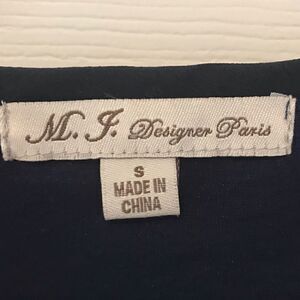 M. J. Designer Paris
S
MADE IN
CHINA